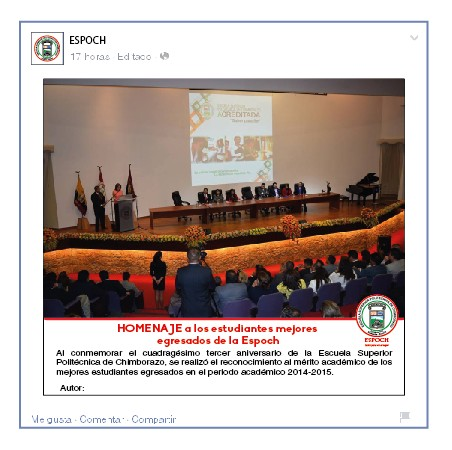 ESPOCH
17 horas · Editado
ACREDITADA
HOMENAJE a los estudiantes mejores
egresados de la Espoch
ESPOCH
Al conmemorar el cuadragésimo tercer aniversario de la Escuela Superior
Politécnica de Chimborazo, se realizó el reconocimiento al mérito académico de los
mejores estudiantes egresados en el periodo académico 2014-2015.
Autor:
Me gusta · Comentar · Compartir